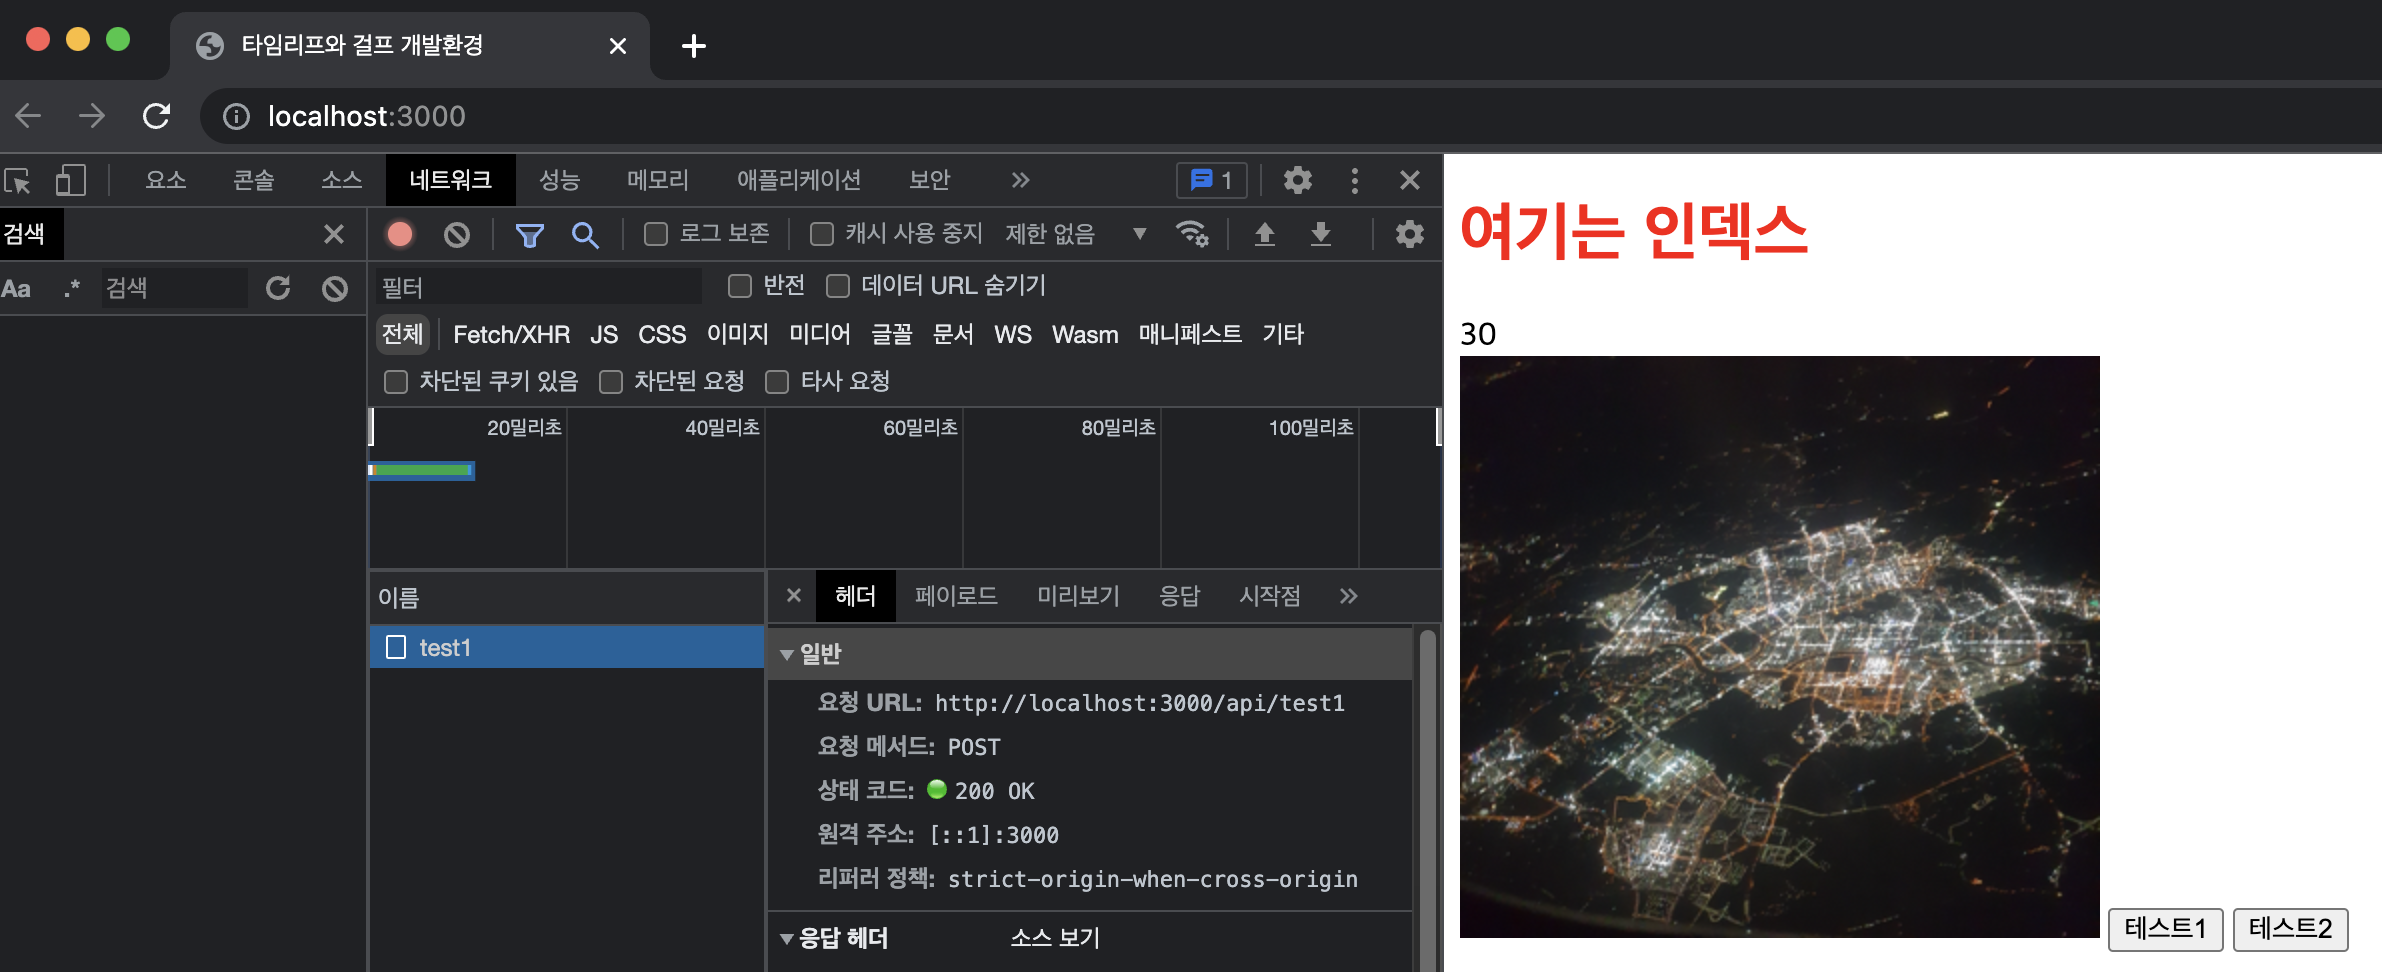 타임리프와 걸프 개발환경
localhost:3000
요소 콘솔 소스 네트워크 성능 메모리 애플리케이션 보안 1
검색
로그 보존 캐시 사용 중지 제한 없음
Aa .* 검색
필터 반전 데이터 URL 숨기기
전체 Fetch/XHR JS CSS 이미지 미디어 글꼴 문서 WS Wasm 매니페스트 기타
차단된 쿠키 있음 차단된 요청 타사 요청
20밀리초 40밀리초 60밀리초 80밀리초 100밀리초
이름
test1
헤더 페이로드 미리보기 응답 시작점
일반
요청 URL: http://localhost:3000/api/test1
요청 메서드: POST
상태 코드: 200 OK
원격 주소: [::1]:3000
리퍼러 정책: strict-origin-when-cross-origin
응답 헤더 소스 보기
여기는 인덱스
30
테스트1 테스트2